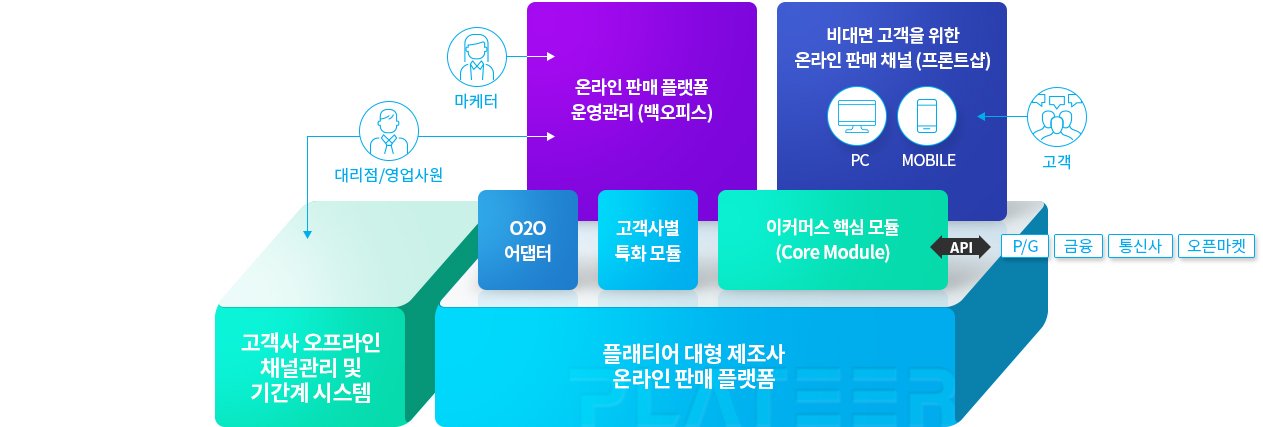 마케터
대리점/영업사원
온라인 판매 플랫폼
운영관리 (백오피스)
비대면 고객을 위한
온라인 판매 채널 (프론트샵)
PC
MOBILE
고객
O2O
어댑터
고객사별
특화 모듈
이커머스 핵심 모듈
(Core Module)
API
P/G
금융
통신사
오픈마켓
고객사 오프라인
채널관리 및
기간계 시스템
플래티어 대형 제조사
온라인 판매 플랫폼
PLATEER